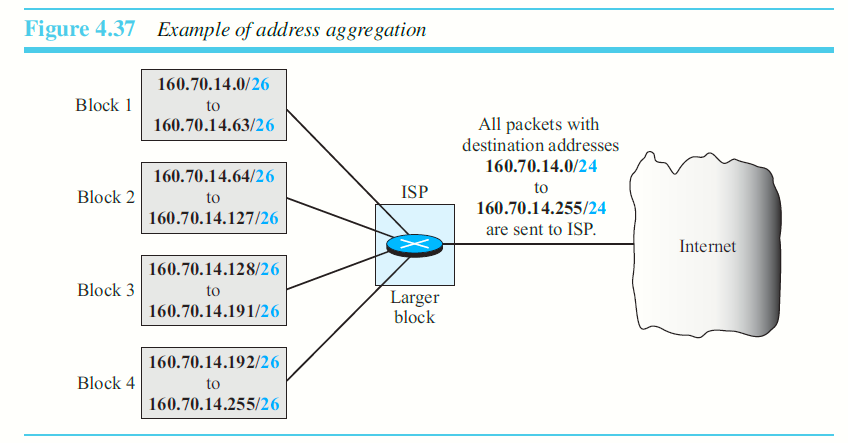 Figure 4.37 Example of address aggregation
Block 1
160.70.14.0/26
to
160.70.14.63/26
Block 2
160.70.14.64/26
to
160.70.14.127/26
Block 3
160.70.14.128/26
to
160.70.14.191/26
Block 4
160.70.14.192/26
to
160.70.14.255/26
ISP
Larger
block
All packets with
destination addresses
160.70.14.0/24
to
160.70.14.255/24
are sent to ISP.
Internet